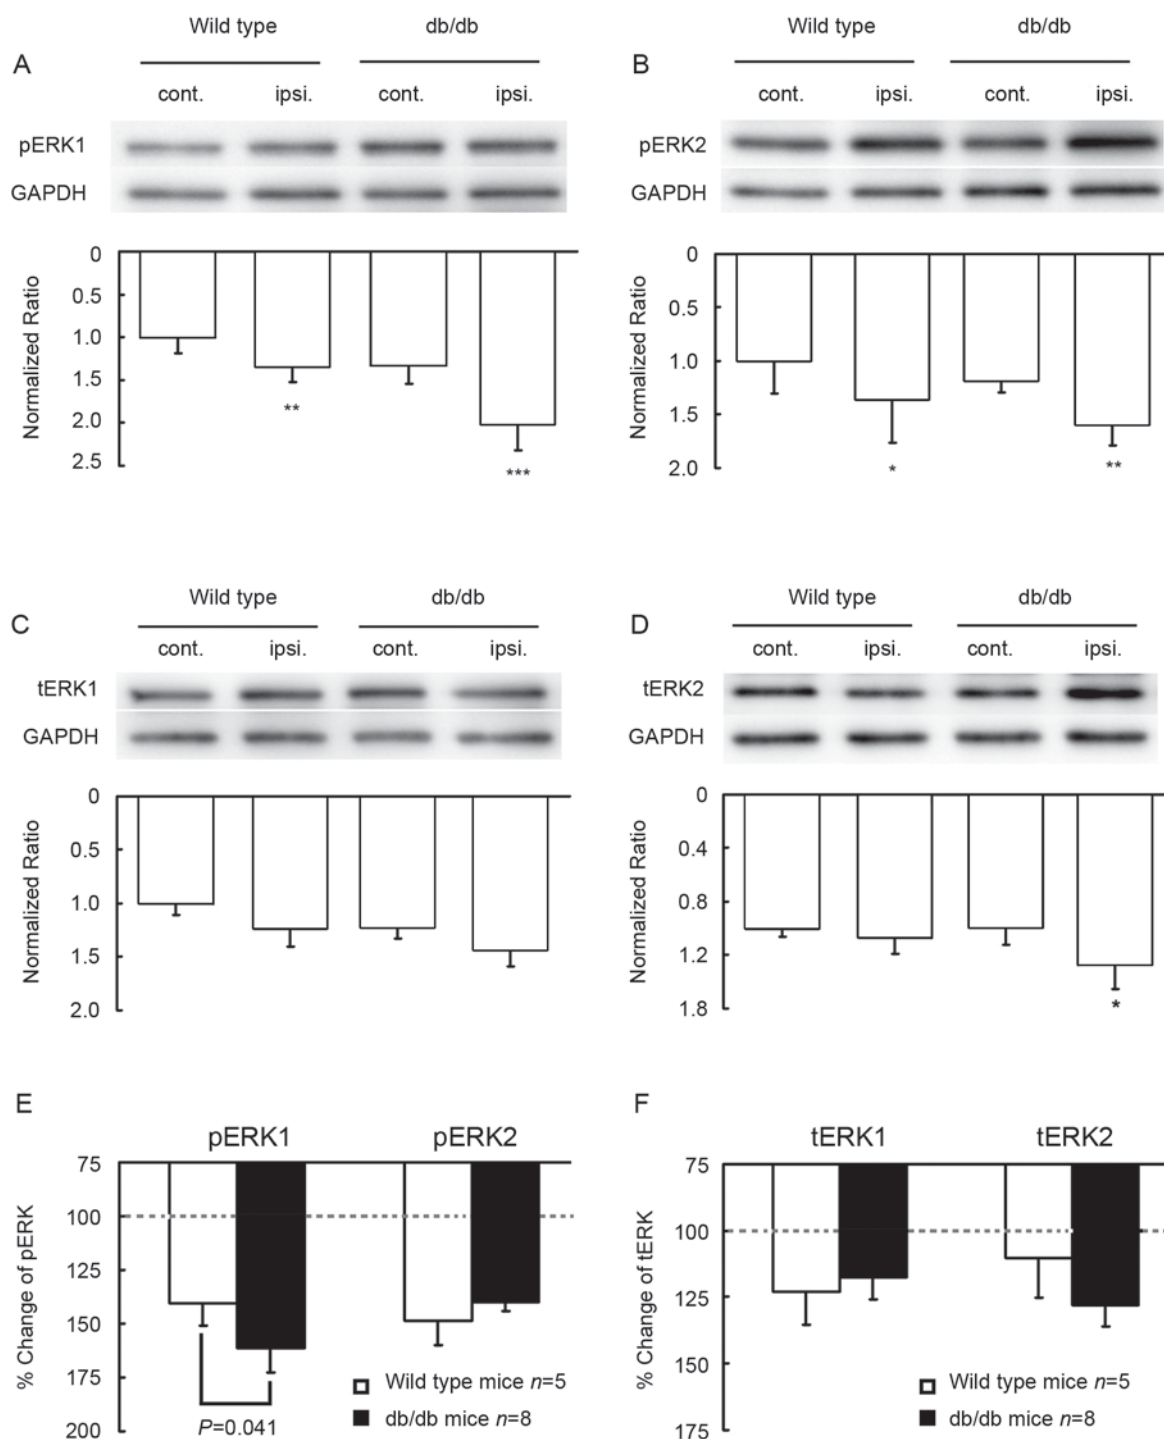 Wild type db/db
A
cont. ipsi. cont. ipsi.
pERK1
GAPDH
Normalized Ratio
0
0.5
1.0
1.5
2.0
2.5
**
***
Wild type db/db
B
cont. ipsi. cont. ipsi.
pERK2
GAPDH
Normalized Ratio
0
0.5
1.0
1.5
2.0
*
**
Wild type db/db
C
cont. ipsi. cont. ipsi.
tERK1
GAPDH
Normalized Ratio
0
0.5
1.0
1.5
2.0
Wild type db/db
D
cont. ipsi. cont. ipsi.
tERK2
GAPDH
Normalized Ratio
0
0.4
0.8
1.2
1.8
*
E
pERK1 pERK2
% Change of pERK
75
100
125
150
175
200
P=0.041
Wild type mice n=5
db/db mice n=8
F
tERK1 tERK2
% Change of tERK
75
100
125
150
175
Wild type mice n=5
db/db mice n=8